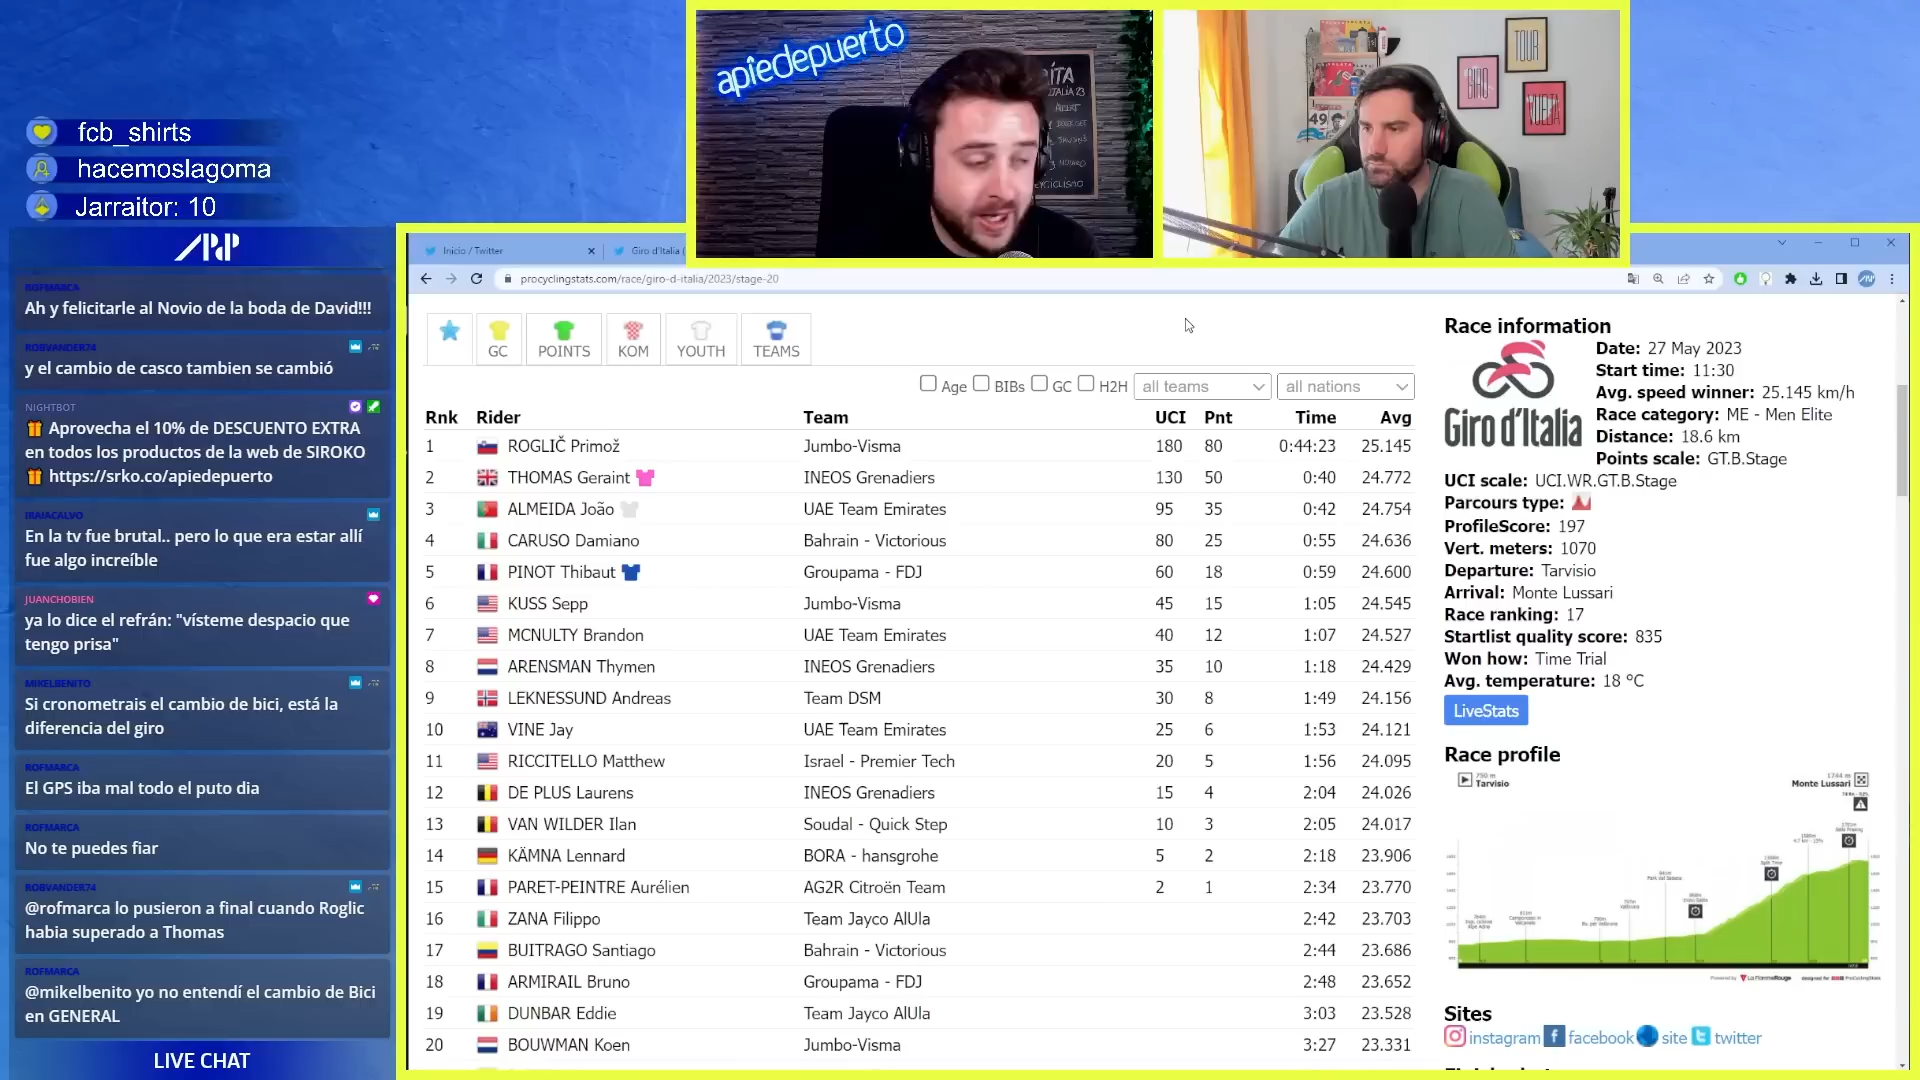 fcb_shirts
hacemoslagoma
Jarraitor: 10
ROFMARCA
Ah y felicitarle al Novio de la boda de David!!!
ROBVANDER74
y el cambio de casco tambien se cambió
NIGHTBOT
Aprovecha el 10% de DESCUENTO EXTRA
en todos los productos de la web de SIROKO
https://srko.co/apiedepuerto
IRAIACALVO
En la tv fue brutal.. pero lo que era estar allí
fue algo increíble
JUANCHOBIEN
ya lo dice el refrán: "vísteme despacio que
tengo prisa"
MIKELBENITO
Si cronometrais el cambio de bici, está la
diferencia del giro
ROFMARCA
El GPS iba mal todo el puto dia
ROFMARCA
No te puedes fiar
ROBVANDER74
@rofmarca lo pusieron a final cuando Roglic
habia superado a Thomas
ROFMARCA
@mikelbenito yo no entendí el cambio de Bici
en GENERAL
LIVE CHAT
apiedepuerto
ITALIA 23
CICLISMO
TOUR
GIRO
VUELTA
49
Inicio / Twitter
Giro d'Italia (
procyclingstats.com/race/giro-d-italia/2023/stage-20
GC POINTS KOM YOUTH TEAMS
Age BIBs GC H2H all teams all nations
Rnk Rider Team UCI Pnt Time Avg
1 ROGLIČ Primož Jumbo-Visma 180 80 0:44:23 25.145
2 THOMAS Geraint INEOS Grenadiers 130 50 0:40 24.772
3 ALMEIDA João UAE Team Emirates 95 35 0:42 24.754
4 CARUSO Damiano Bahrain - Victorious 80 25 0:55 24.636
5 PINOT Thibaut Groupama - FDJ 60 18 0:59 24.600
6 KUSS Sepp Jumbo-Visma 45 15 1:05 24.545
7 MCNULTY Brandon UAE Team Emirates 40 12 1:07 24.527
8 ARENSMAN Thymen INEOS Grenadiers 35 10 1:18 24.429
9 LEKNESSUND Andreas Team DSM 30 8 1:49 24.156
10 VINE Jay UAE Team Emirates 25 6 1:53 24.121
11 RICCITELLO Matthew Israel - Premier Tech 20 5 1:56 24.095
12 DE PLUS Laurens INEOS Grenadiers 15 4 2:04 24.026
13 VAN WILDER Ilan Soudal - Quick Step 10 3 2:05 24.017
14 KÄMNA Lennard BORA - hansgrohe 5 2 2:18 23.906
15 PARET-PEINTRE Aurélien AG2R Citroën Team 2 1 2:34 23.770
16 ZANA Filippo Team Jayco AlUla 2:42 23.703
17 BUITRAGO Santiago Bahrain - Victorious 2:44 23.686
18 ARMIRAIL Bruno Groupama - FDJ 2:48 23.652
19 DUNBAR Eddie Team Jayco AlUla 3:03 23.528
20 BOUWMAN Koen Jumbo-Visma 3:27 23.331
Race information
Giro d'Italia
Date: 27 May 2023
Start time: 11:30
Avg. speed winner: 25.145 km/h
Race category: ME - Men Elite
Distance: 18.6 km
Points scale: GT.B.Stage
UCI scale: UCI.WR.GT.B.Stage
Parcours type:
ProfileScore: 197
Vert. meters: 1070
Departure: Tarvisio
Arrival: Monte Lussari
Race ranking: 17
Startlist quality score: 835
Won how: Time Trial
Avg. temperature: 18 °C
LiveStats
Race profile
750 m
Tarvisio
1744 m
Monte Lussari
Sites
instagram facebook site twitter